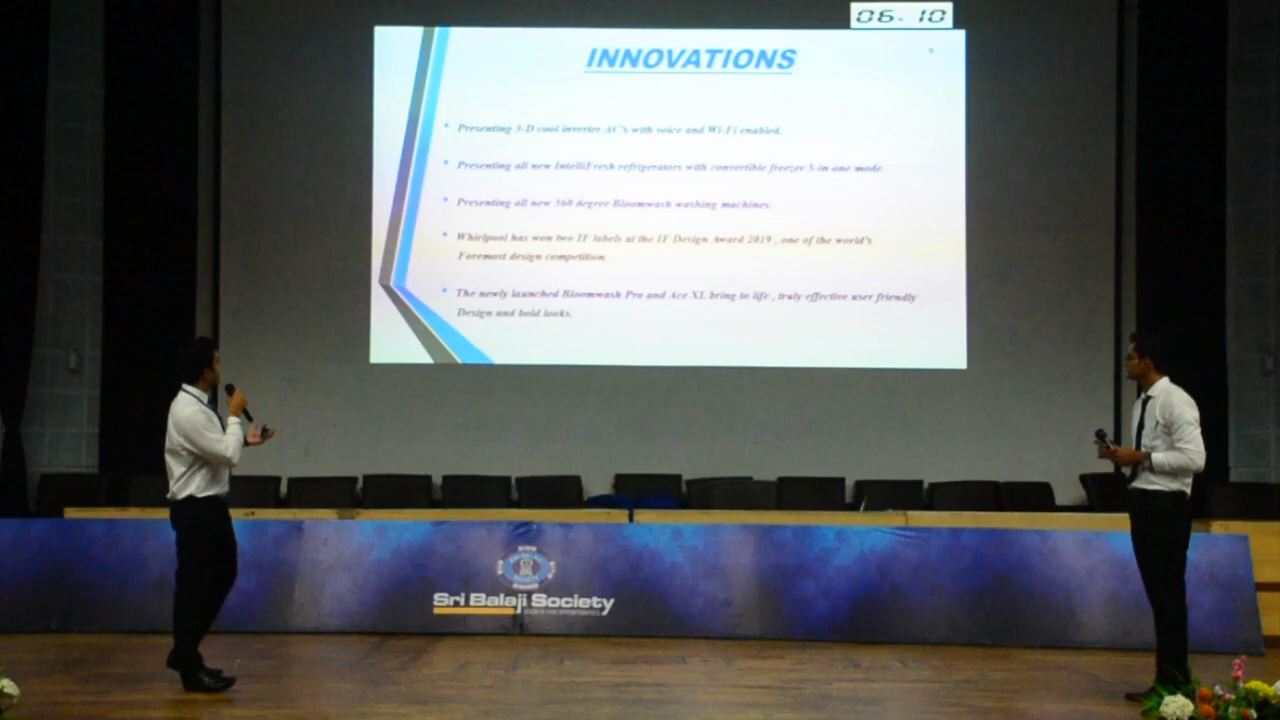 06. 10
INNOVATIONS
Presenting 3-D cool inverter AC's with voice and Wi-Fi enabled.
Presenting all new IntelliFresh refrigerators with convertible freezer 5-in-one mode.
Presenting all new 360 degree Bloomwash washing machines.
Whirlpool has won two IF labels at the IF Design Award 2019 , one of the world's
Foremost design competition.
The newly launched Bloomwash Pro and Ace XL bring to life , truly effective user friendly
Design and bold looks.
Sri Balaji Society